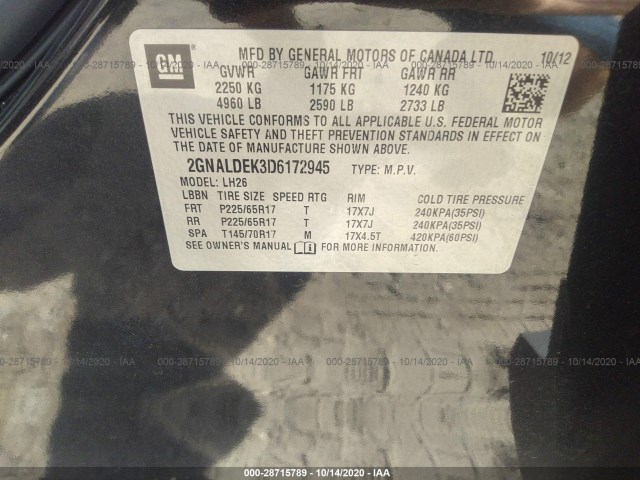 GM
MFD BY GENERAL MOTORS OF CANADA LTD 10/12
GVWR GAWR FRT GAWR RR
2250 KG 1175 KG 1240 KG
4960 LB 2590 LB 2733 LB
THIS VEHICLE CONFORMS TO ALL APPLICABLE U.S. FEDERAL MOTOR
VEHICLE SAFETY AND THEFT PREVENTION STANDARDS IN EFFECT ON
THE DATE OF MANUFACTURE SHOWN ABOVE.
2GNALDEK3D6172945 TYPE: M.P.V.
MODEL: LH26
LBBN TIRE SIZE SPEED RTG RIM COLD TIRE PRESSURE
FRT P225/65R17 T 17X7J 240KPA(35PSI)
RR P225/65R17 T 17X7J 240KPA(35PSI)
SPA T145/70R17 M 17X4.5T 420KPA(60PSI)
SEE OWNER'S MANUAL FOR MORE INFORMATION
000-28715789 - 10/14/2020 - IAA